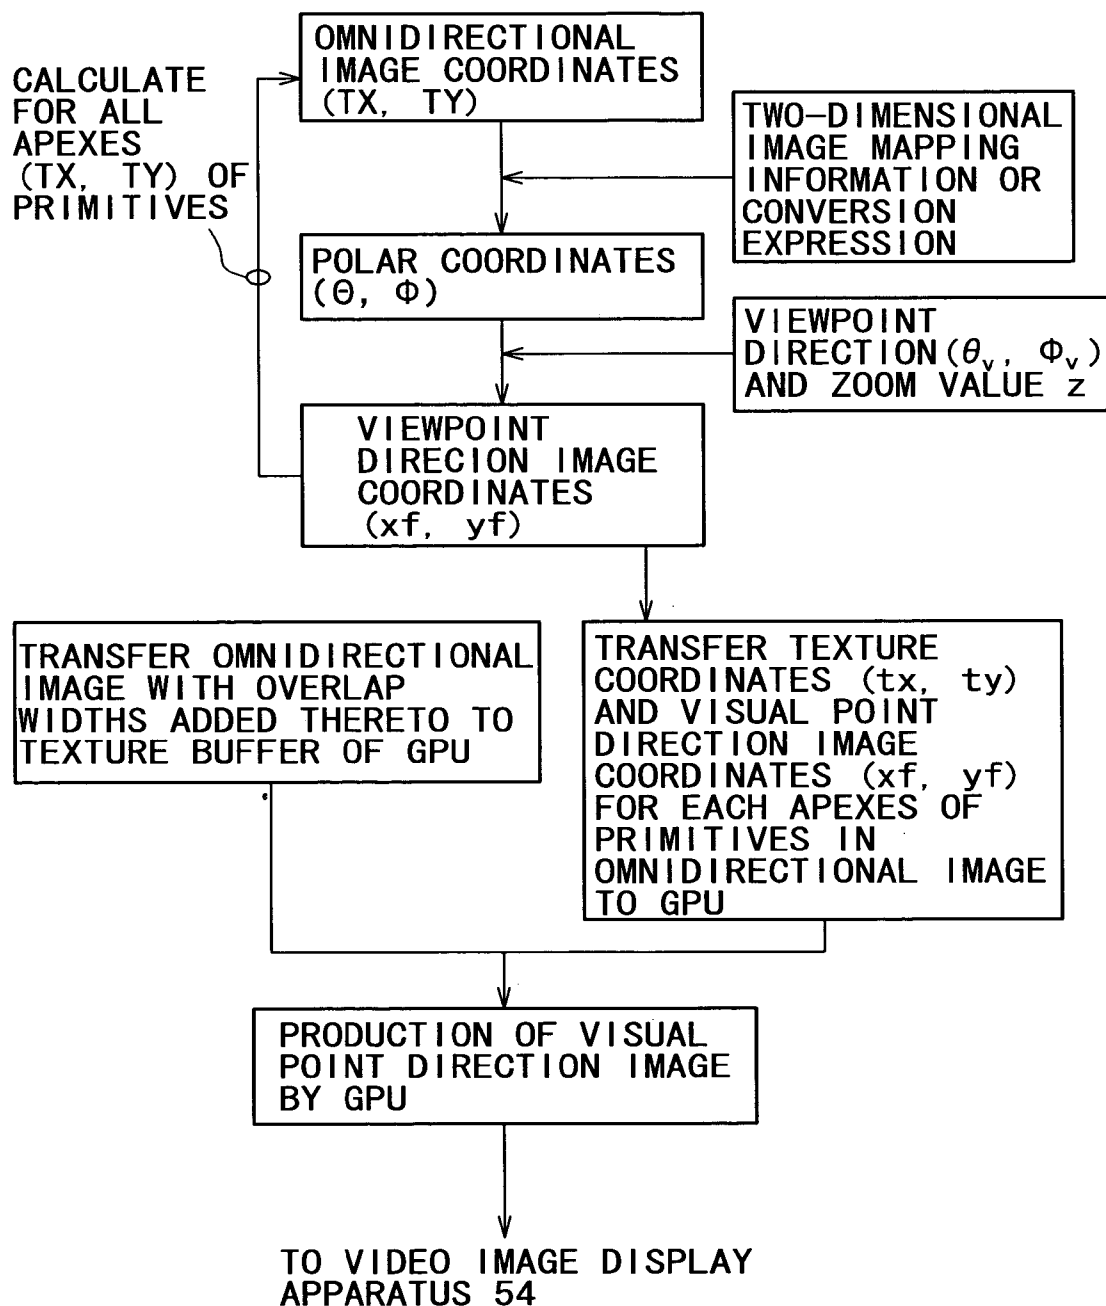 OMNIDIRECTIONAL
IMAGE COORDINATES
(TX, TY)
CALCULATE
FOR ALL
APEXES
(TX, TY) OF
PRIMITIVES
TWO-DIMENSIONAL
IMAGE MAPPING
INFORMATION OR
CONVERSION
EXPRESSION
POLAR COORDINATES
(Θ, Φ)
VIEWPOINT
DIRECTION(θv, Φv)
AND ZOOM VALUE z
VIEWPOINT
DIRECION IMAGE
COORDINATES
(xf, yf)
TRANSFER OMNIDIRECTIONAL
IMAGE WITH OVERLAP
WIDTHS ADDED THERETO TO
TEXTURE BUFFER OF GPU
TRANSFER TEXTURE
COORDINATES (tx, ty)
AND VISUAL POINT
DIRECTION IMAGE
COORDINATES (xf, yf)
FOR EACH APEXES OF
PRIMITIVES IN
OMNIDIRECTIONAL IMAGE
TO GPU
PRODUCTION OF VISUAL
POINT DIRECTION IMAGE
BY GPU
TO VIDEO IMAGE DISPLAY
APPARATUS 54